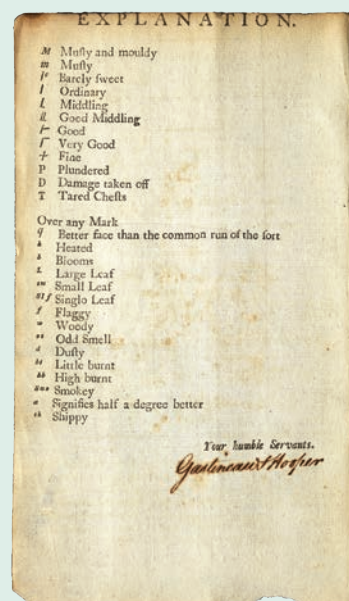 EXPLANATION.
M Muſty and mouldy
m Muſty
Barely ſweet
Ordinary
Middling
Good Middling
Good
Very Good
Fine
P Plundered
D Damage taken off
T Tared Cheſts
Over any Mark
Better face than the common run of the ſort
Heated
Blooms
L Large Leaf
Small Leaf
Singlo Leaf
f Flaggy
w Woody
Odd Smell
d Duſty
Little burnt
High burnt
Smokey
Signifies half a degree better
Shippy
Your humble Servants.
Gastineau & Hooper